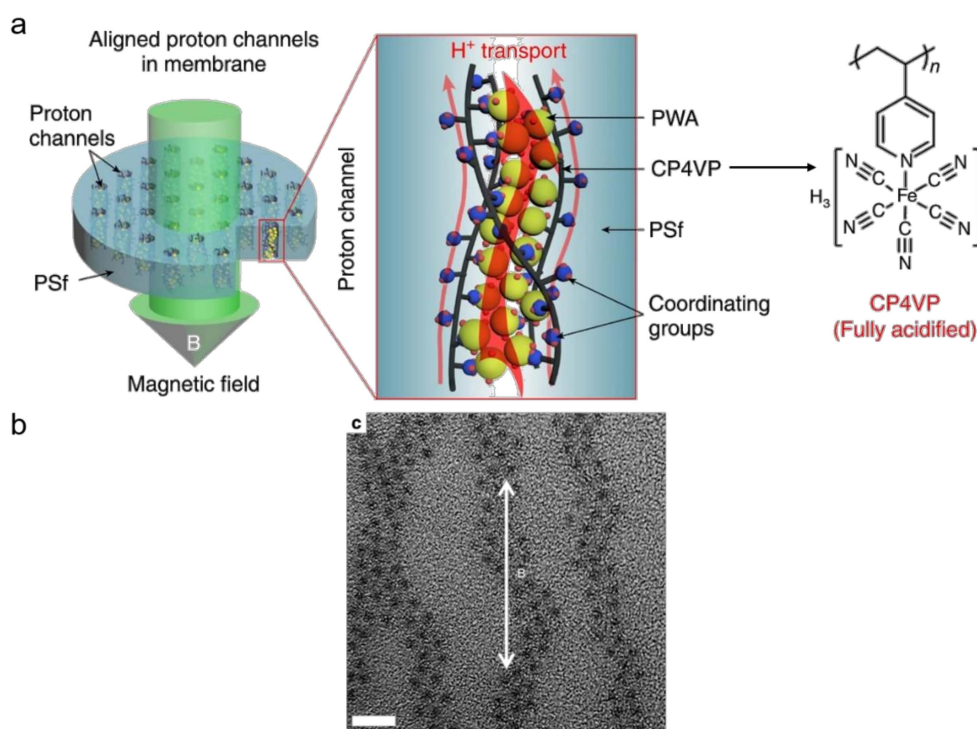 a
Aligned proton channels
in membrane
Proton
channels
PSf
B
Magnetic field
Proton channel
H⁺ transport
PWA
CP4VP
PSf
Coordinating
groups
n
N
H₃
N≡C
C≡N
N≡C
Fe
C≡N
C
N
CP4VP
(Fully acidified)
b
c
B